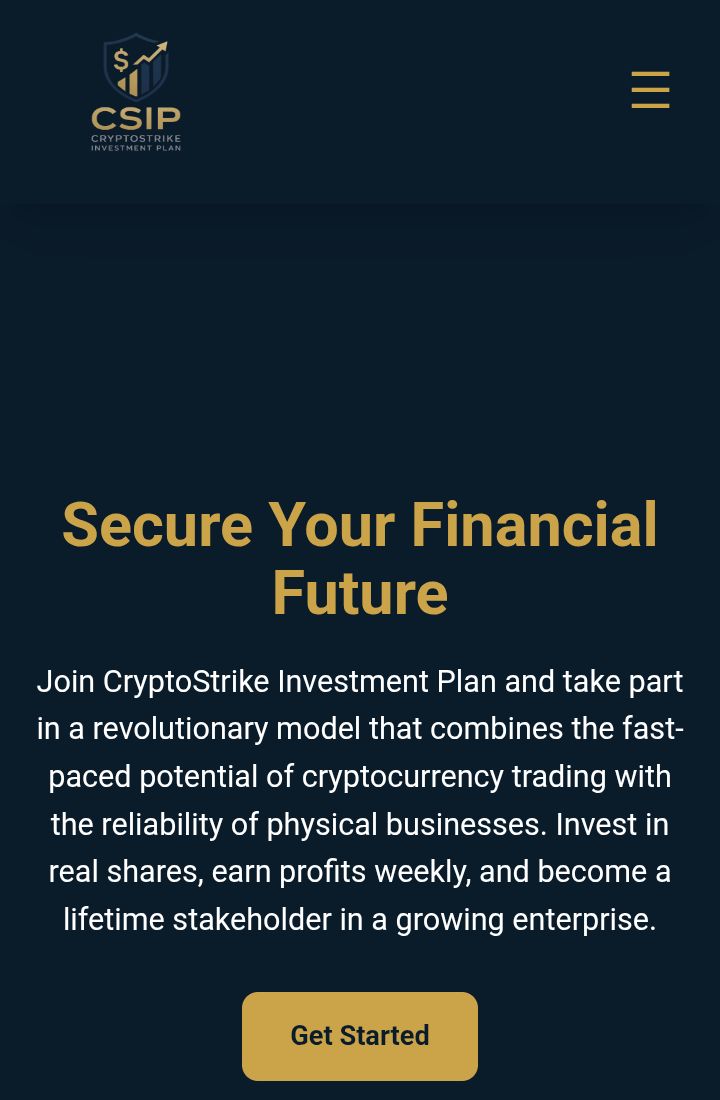 $
CSIP
CRYPTOSTRIKE
INVESTMENT PLAN
Secure Your Financial
Future
Join CryptoStrike Investment Plan and take part
in a revolutionary model that combines the fast-
paced potential of cryptocurrency trading with
the reliability of physical businesses. Invest in
real shares, earn profits weekly, and become a
lifetime stakeholder in a growing enterprise.
Get Started